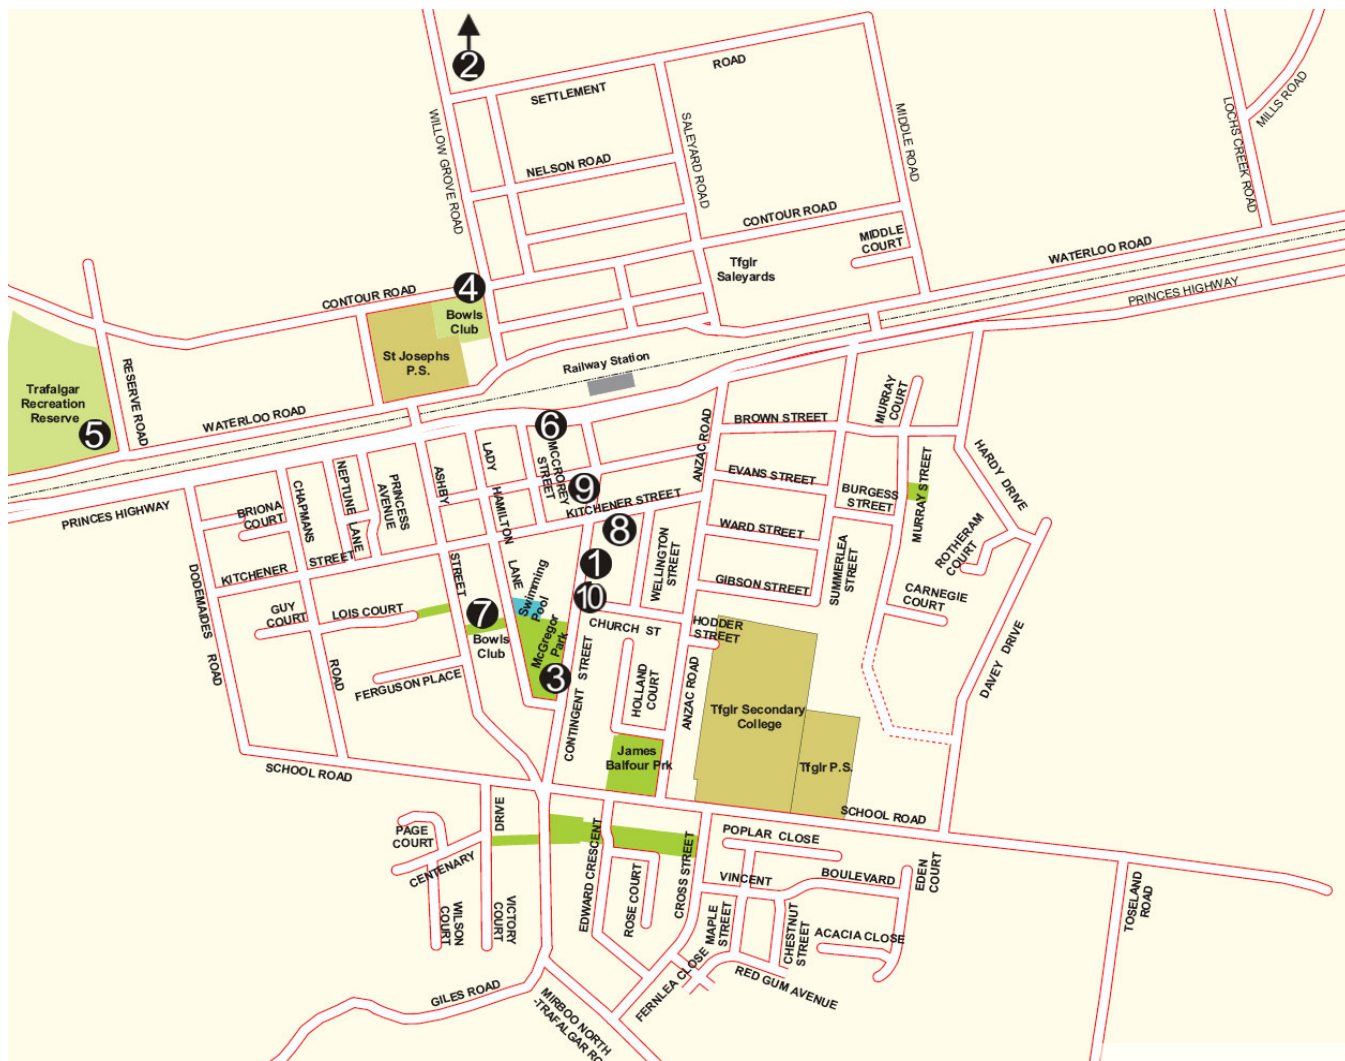 2
SETTLEMENT
ROAD
WILLOW GROVE ROAD
SALEYARD ROAD
MIDDLE ROAD
LOCHS CREEK ROAD
MILLS ROAD
NELSON ROAD
CONTOUR ROAD
MIDDLE
COURT
WATERLOO ROAD
PRINCES HIGHWAY
Tfglr
Saleyards
4
CONTOUR ROAD
Bowls
Club
St Josephs
P.S.
Railway Station
RESERVE ROAD
Trafalgar
Recreation
Reserve
5
WATERLOO ROAD
PRINCES HIGHWAY
6
MCCROREY
STREET
LADY
HAMILTON
LANE
ASHBY
STREET
PRINCESS
AVENUE
NEPTUNE
LANE
CHAPMANS
ROAD
BRIONA
COURT
KITCHENER
STREET
DODEMAIDES
ROAD
9
KITCHENER STREET
8
ANZAC ROAD
BROWN STREET
EVANS STREET
WARD STREET
GIBSON STREET
MURRAY
COURT
BURGESS
STREET
MURRAY STREET
HARDY DRIVE
ROTHERAM
COURT
SUMMERLEA
STREET
CARNEGIE
COURT
DAVEY DRIVE
WELLINGTON
STREET
1
10
CHURCH ST
HODDER
STREET
GUY
COURT
LOIS COURT
7
Bowls
Club
Swimming
Pool
McGregor
Park
3
FERGUSON PLACE
CONTINGENT STREET
HOLLAND
COURT
ANZAC ROAD
Tfglr Secondary
College
Tfglr P.S.
James
Balfour Prk
SCHOOL ROAD
SCHOOL ROAD
PAGE
COURT
CENTENARY
DRIVE
WILSON
COURT
VICTORY
COURT
EDWARD CRESCENT
ROSE COURT
CROSS STREET
POPLAR CLOSE
VINCENT
BOULEVARD
EDEN
COURT
MAPLE
STREET
CHESTNUT
STREET
ACACIA CLOSE
RED GUM AVENUE
FERNLEA CLOSE
TOSELAND
ROAD
GILES ROAD
MIRBOO NORTH
-TRAFALGAR RO